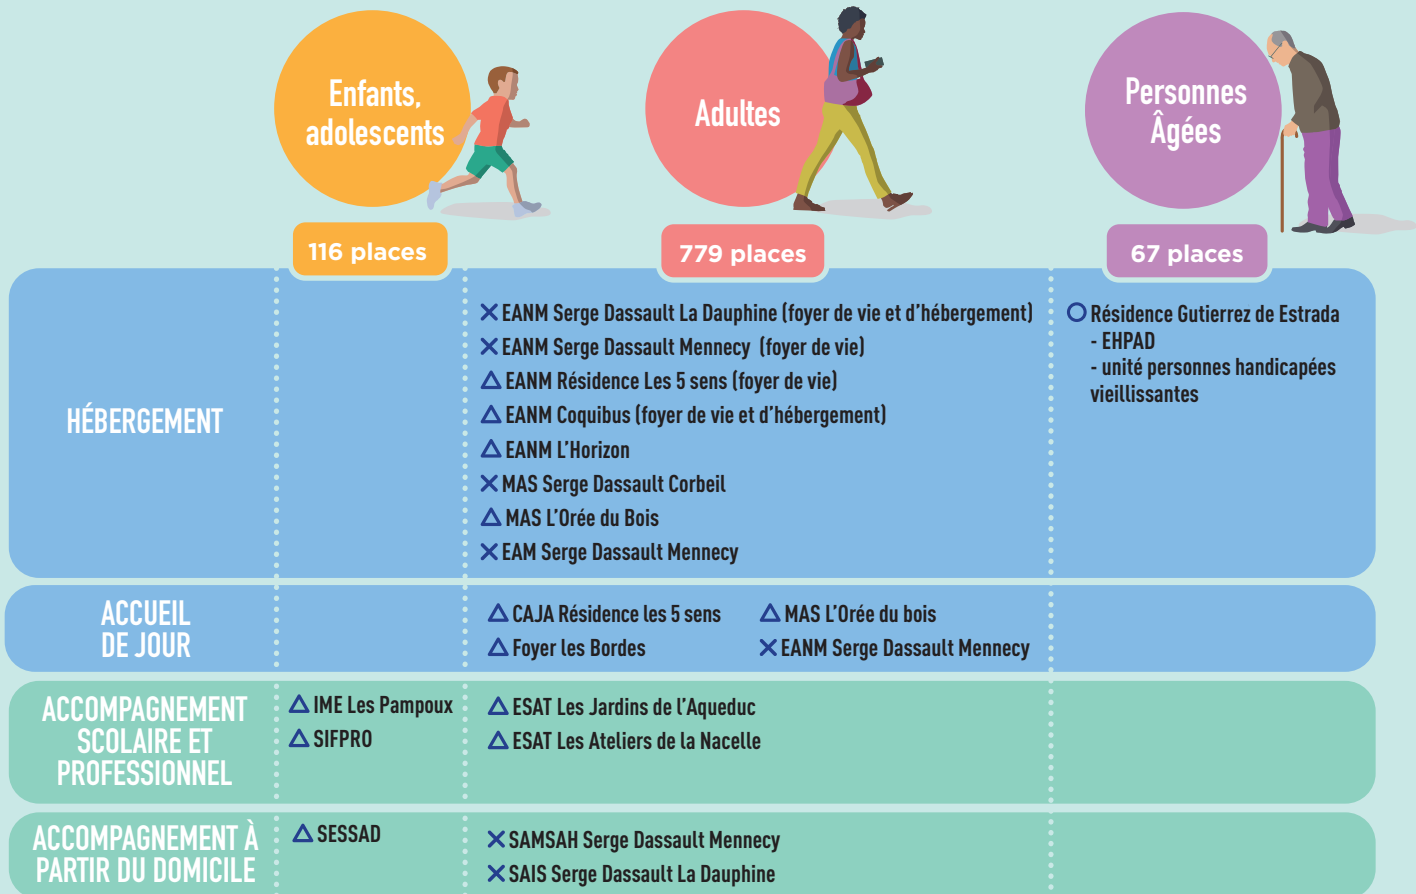 Enfants,
adolescents
Adultes
Personnes
Âgées
116 places
779 places
67 places
HÉBERGEMENT
EANM Serge Dassault La Dauphine (foyer de vie et d'hébergement)
EANM Serge Dassault Mennecy (foyer de vie)
EANM Résidence Les 5 sens (foyer de vie)
EANM Coquibus (foyer de vie et d'hébergement)
EANM L'Horizon
MAS Serge Dassault Corbeil
MAS L'Orée du Bois
EAM Serge Dassault Mennecy
Résidence Gutierrez de Estrada
- EHPAD
- unité personnes handicapées
vieillissantes
ACCUEIL
DE JOUR
CAJA Résidence les 5 sens
Foyer les Bordes
MAS L'Orée du bois
EANM Serge Dassault Mennecy
ACCOMPAGNEMENT
SCOLAIRE ET
PROFESSIONNEL
IME Les Pampoux
SIFPRO
ESAT Les Jardins de l'Aqueduc
ESAT Les Ateliers de la Nacelle
ACCOMPAGNEMENT À
PARTIR DU DOMICILE
SESSAD
SAMSAH Serge Dassault Mennecy
SAIS Serge Dassault La Dauphine